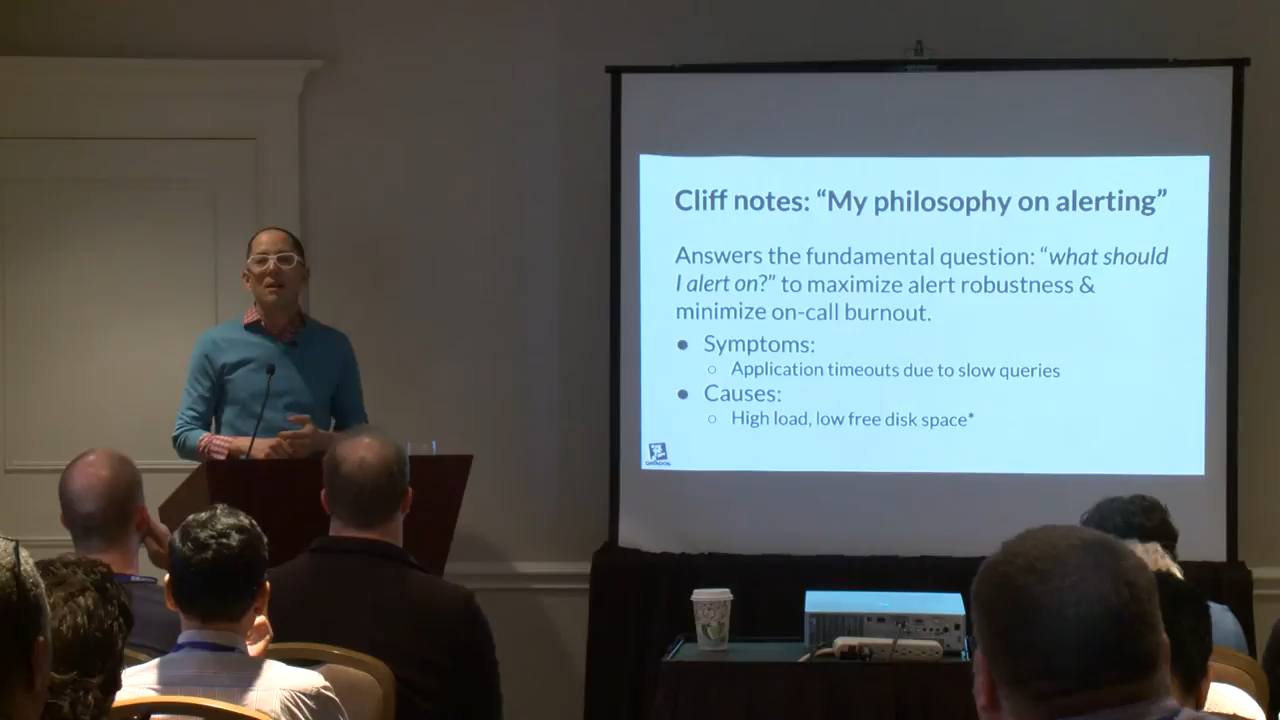 Cliff notes: “My philosophy on alerting”
Answers the fundamental question: “what should
I alert on?” to maximize alert robustness &
minimize on-call burnout.
● Symptoms:
○ Application timeouts due to slow queries
● Causes:
○ High load, low free disk space*
DATADOG